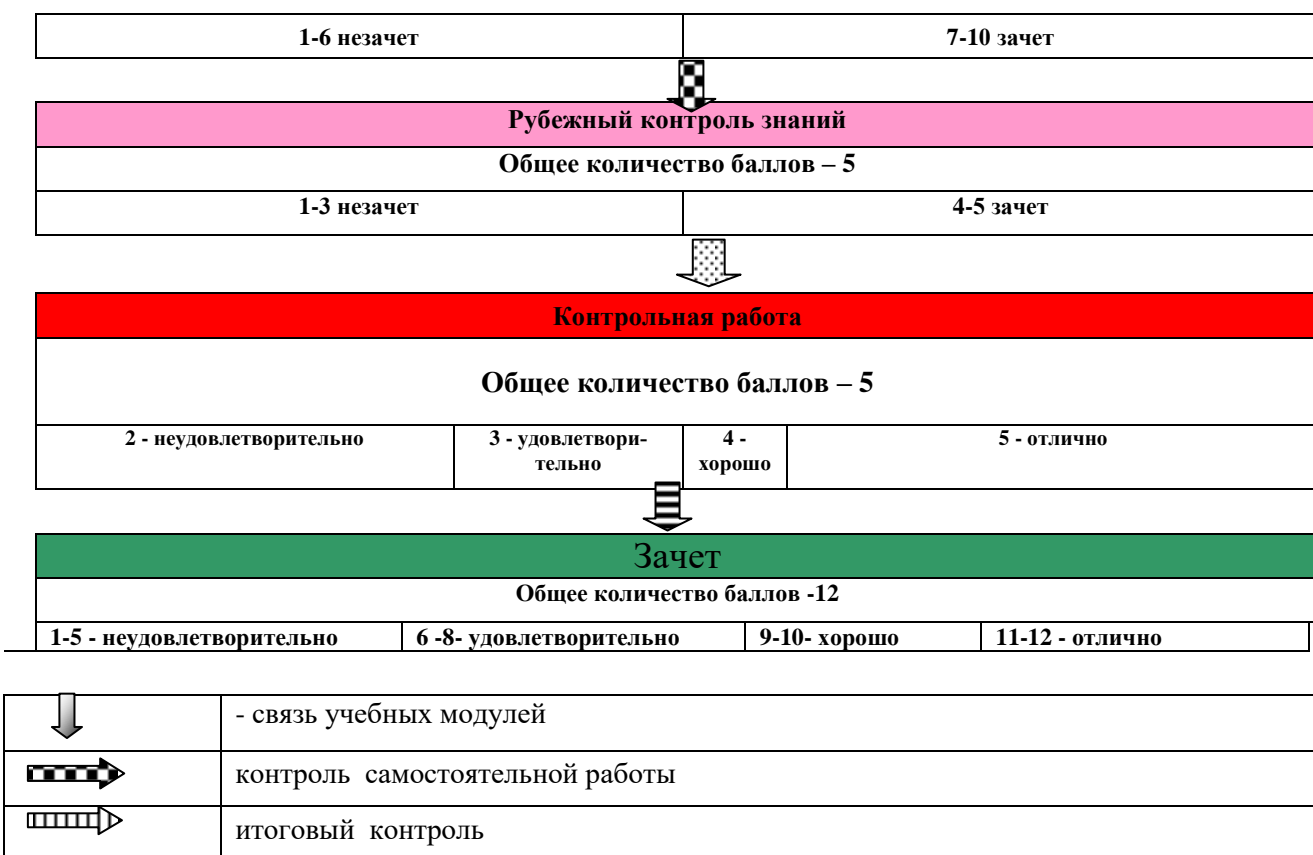 1-6 незачет 7-10 зачет
Рубежный контроль знаний
Общее количество баллов – 5
1-3 незачет 4-5 зачет
Контрольная работа
Общее количество баллов – 5
2 - неудовлетворительно 3 - удовлетвори- 4 - 5 - отлично
тельно хорошо
Зачет
Общее количество баллов -12
1-5 - неудовлетворительно 6 -8- удовлетворительно 9-10- хорошо 11-12 - отлично
- связь учебных модулей
контроль самостоятельной работы
итоговый контроль